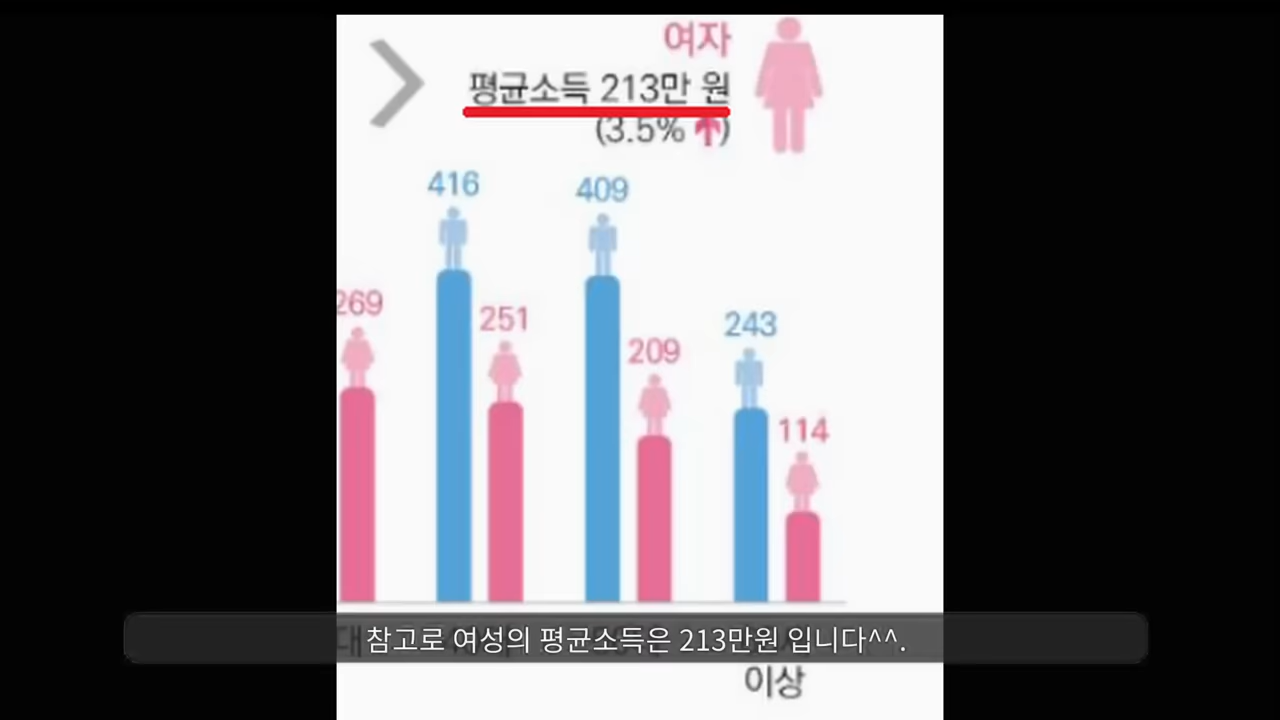 여자
평균소득 213만 원
(3.5% ↑)
416
409
269
251
243
209
114
참고로 여성의 평균소득은 213만원 입니다^^.
이상